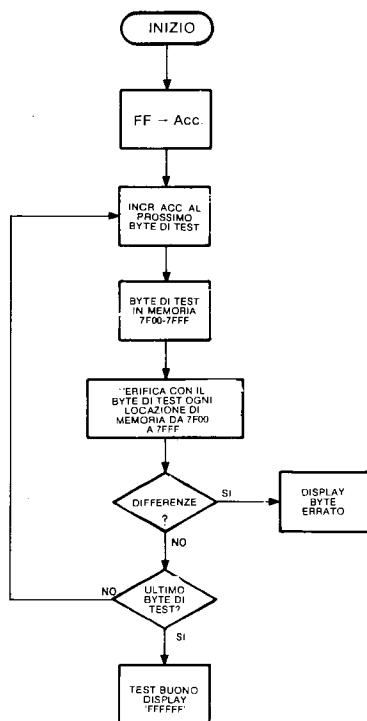 INIZIO
FF → Acc.
INCR ACC AL
PROSSIMO
BYTE DI TEST
BYTE DI TEST
IN MEMORIA
7F00-7FFF
VERIFICA CON IL
BYTE DI TEST OGNI
LOCAZIONE DI
MEMORIA DA 7F00
A 7FFF
DIFFERENZE
?
SI
DISPLAY
BYTE
ERRATO
NO
ULTIMO
BYTE DI
TEST?
NO
SI
TEST BUONO
DISPLAY
'FFFFFF'